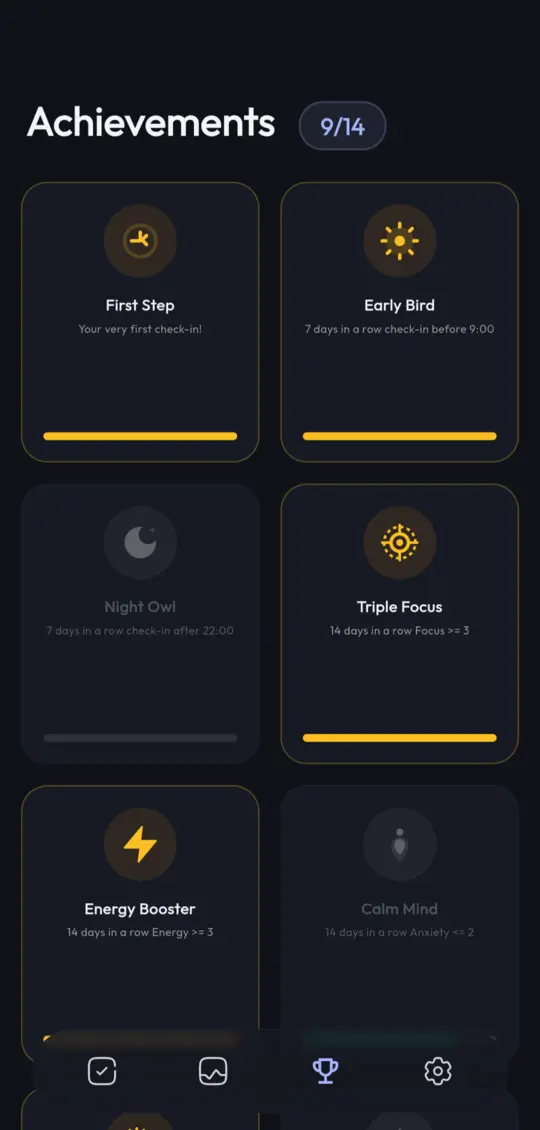 Achievements
9/14
First Step
Your very first check-in!
Early Bird
7 days in a row check-in before 9:00
Night Owl
7 days in a row check-in after 22:00
Triple Focus
14 days in a row Focus >= 3
Energy Booster
14 days in a row Energy >= 3
Calm Mind
14 days in a row Anxiety <= 2